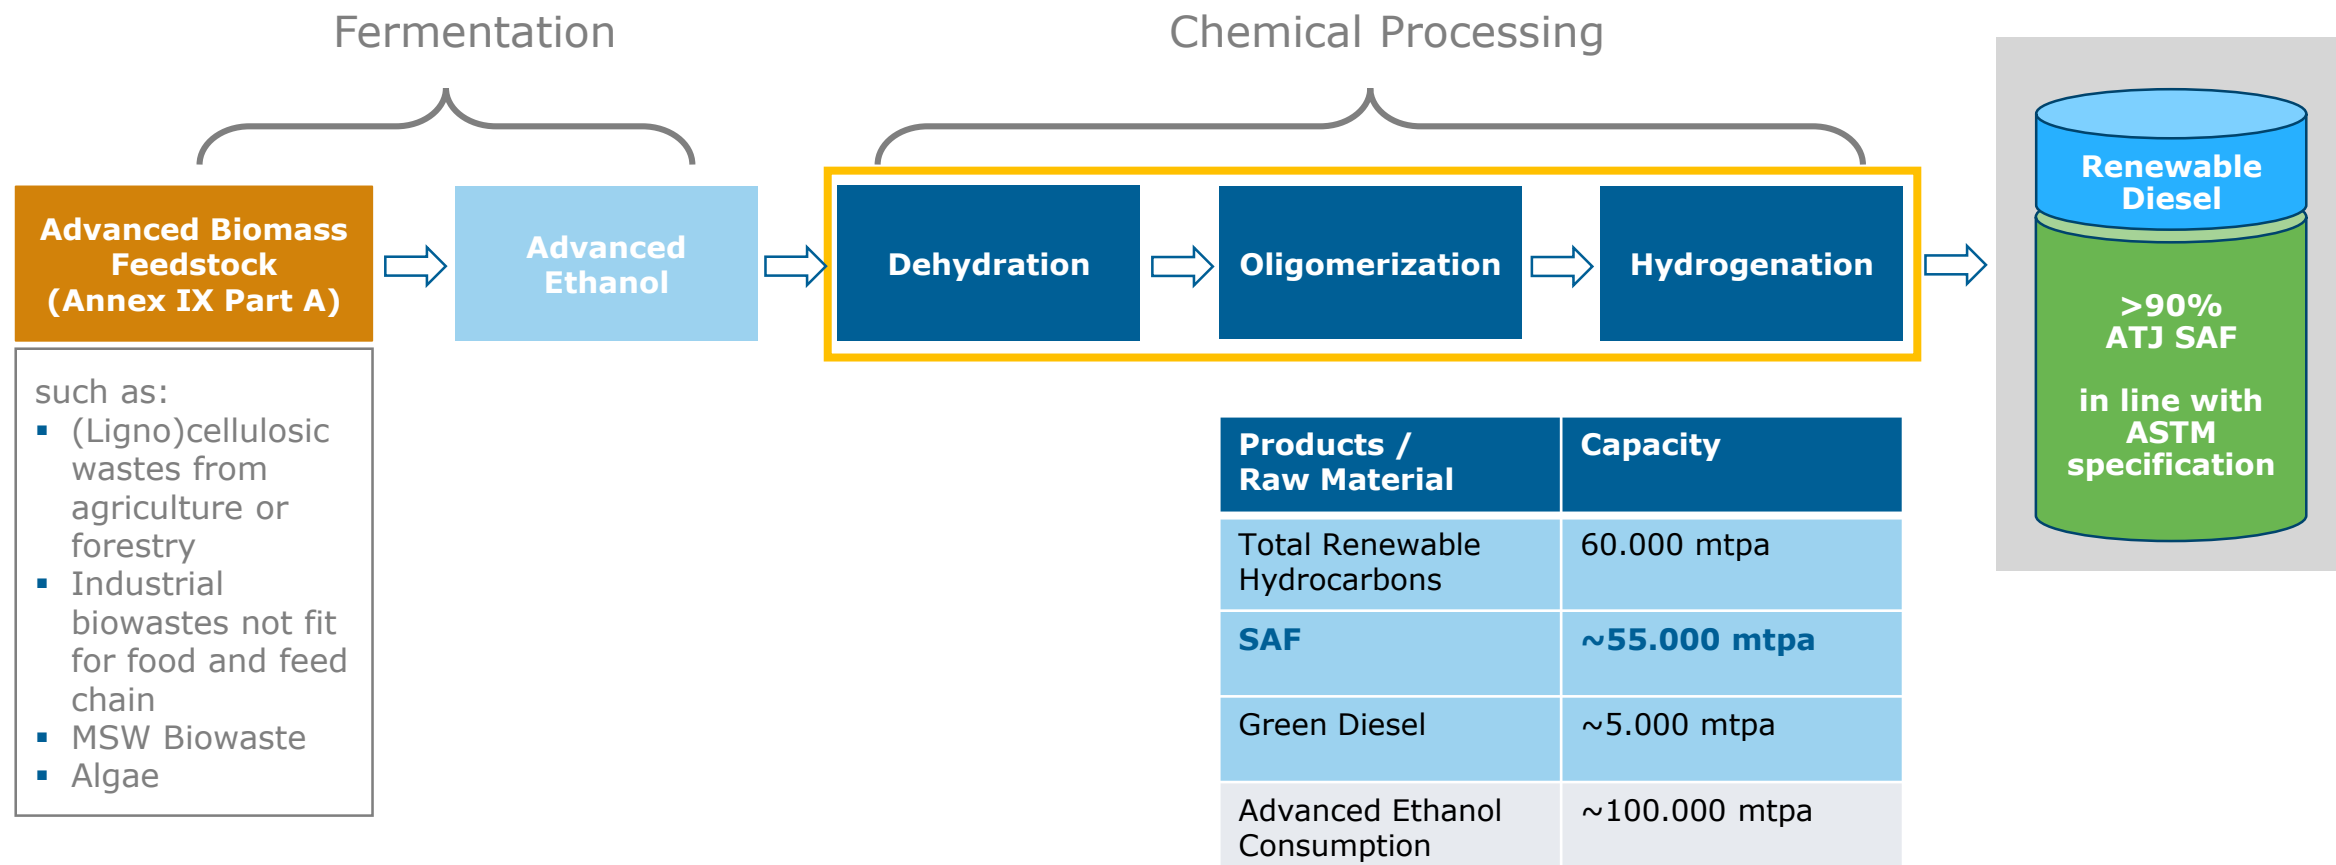 Fermentation
Chemical Processing
Advanced Biomass
Feedstock
(Annex IX Part A)
Advanced
Ethanol
Dehydration
Oligomerization
Hydrogenation
Renewable
Diesel
>90%
ATJ SAF
in line with
ASTM
specification
such as:
▪ (Ligno)cellulosic
wastes from
agriculture or
forestry
▪ Industrial
biowastes not fit
for food and feed
chain
▪ MSW Biowaste
▪ Algae
Products /
Raw Material
Capacity
Total Renewable
Hydrocarbons
60.000 mtpa
SAF
~55.000 mtpa
Green Diesel
~5.000 mtpa
Advanced Ethanol
Consumption
~100.000 mtpa